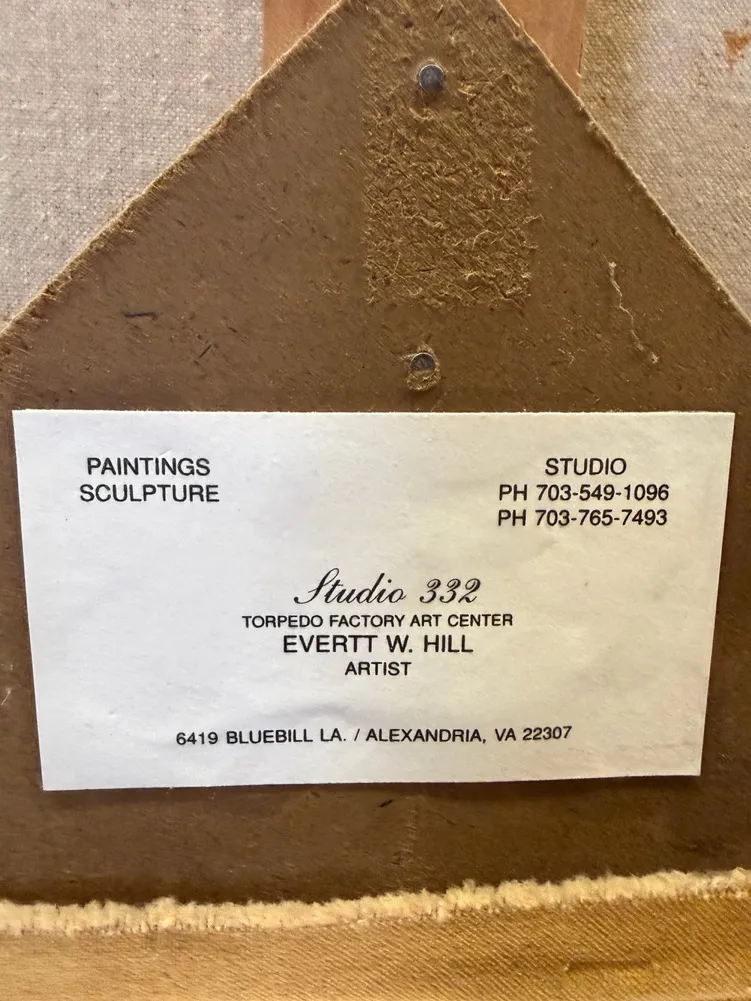 PAINTINGS
SCULPTURE
STUDIO
PH 703-549-1096
PH 703-765-7493
Studio 332
TORPEDO FACTORY ART CENTER
EVERTT W. HILL
ARTIST
6419 BLUEBILL LA. / ALEXANDRIA, VA 22307